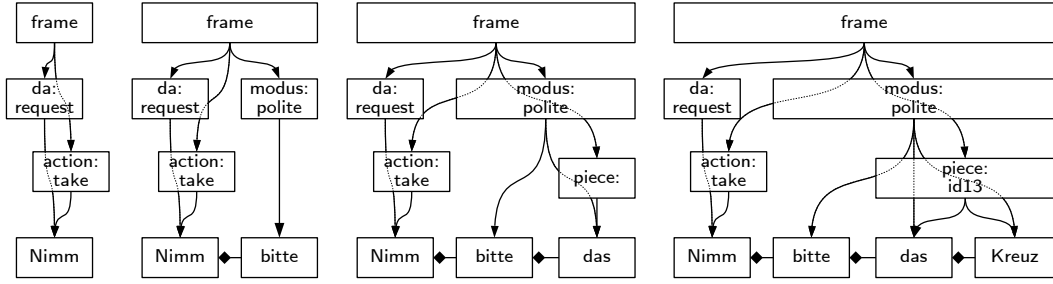 frame
da:
request
action:
take
Nimm
frame
da:
request
modus:
polite
action:
take
Nimm
bitte
frame
da:
request
modus:
polite
action:
take
piece:
Nimm
bitte
das
frame
da:
request
modus:
polite
action:
take
piece:
id13
Nimm
bitte
das
Kreuz